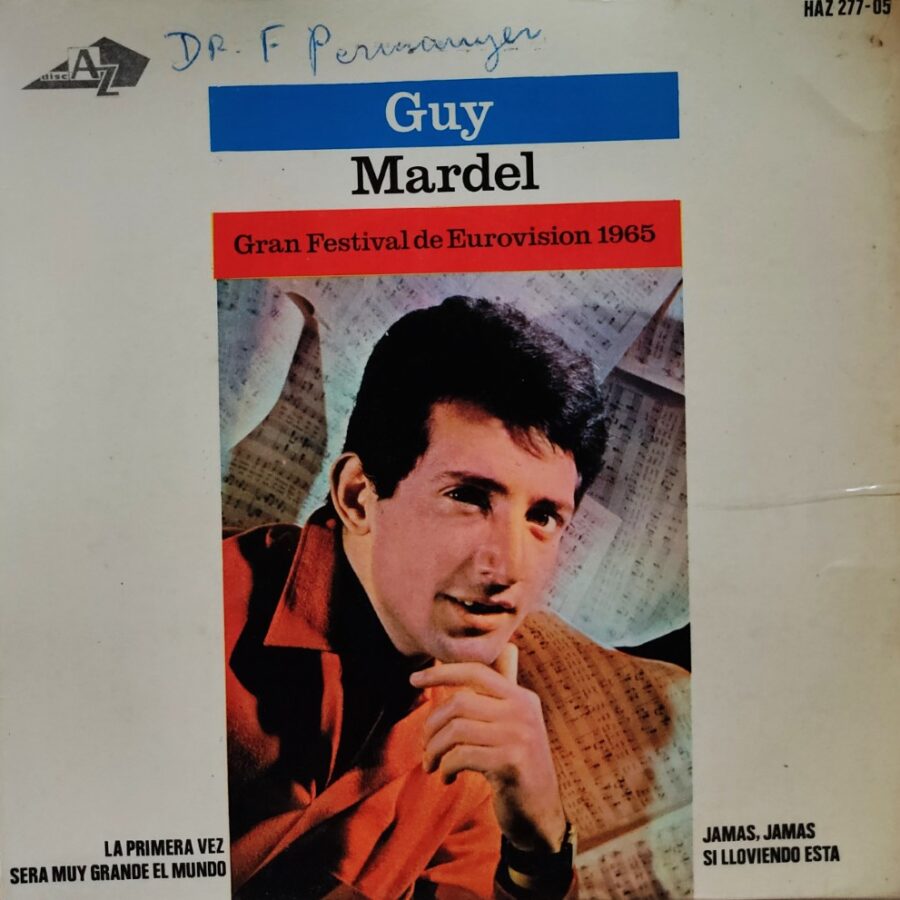 HAZ 277-05
disc AZ
DR. F Permanyer
Guy
Mardel
Gran Festival de Eurovision 1965
LA PRIMERA VEZ
SERA MUY GRANDE EL MUNDO
JAMAS, JAMAS
SI LLOVIENDO ESTA